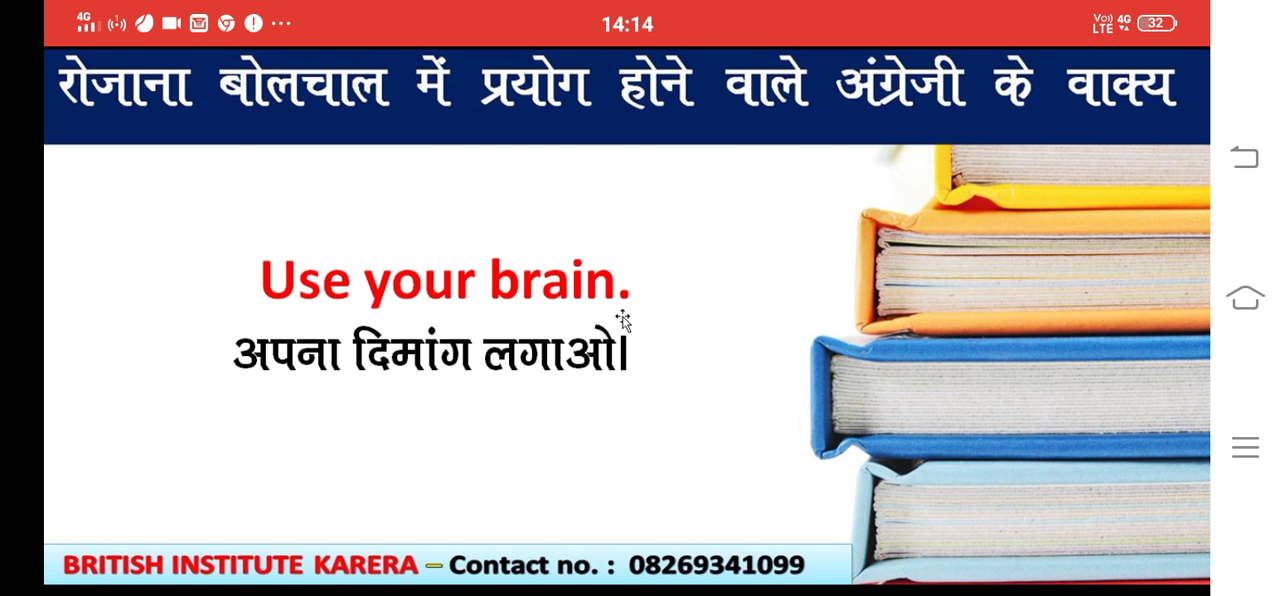 4G
14:14
Vo))
LTE
4G
32
रोजाना बोलचाल में प्रयोग होने वाले अंग्रेजी के वाक्य
Use your brain.
अपना दिमांग लगाओ।
BRITISH INSTITUTE KARERA – Contact no. : 08269341099